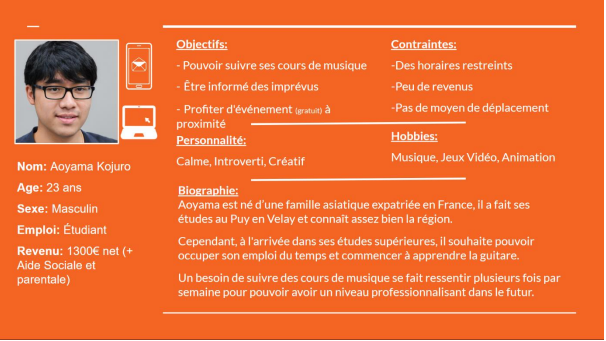 Nom: Aoyama Kojuro
Age: 23 ans
Sexe: Masculin
Emploi: Étudiant
Revenu: 1300€ net (+
Aide Sociale et
parentale)
Objectifs:
- Pouvoir suivre ses cours de musique
- Être informé des imprévus
- Profiter d'événement (gratuit) à
proximité
Contraintes:
-Des horaires restreints
-Peu de revenus
-Pas de moyen de déplacement
Personnalité:
Calme, Introverti, Créatif
Hobbies:
Musique, Jeux Vidéo, Animation
Biographie:
Aoyama est né d'une famille asiatique expatriée en France, il a fait ses
études au Puy en Velay et connaît assez bien la région.
Cependant, à l'arrivée dans ses études supérieures, il souhaite pouvoir
occuper son emploi du temps et commencer à apprendre la guitare.
Un besoin de suivre des cours de musique se fait ressentir plusieurs fois par
semaine pour pouvoir avoir un niveau professionnalisant dans le futur.